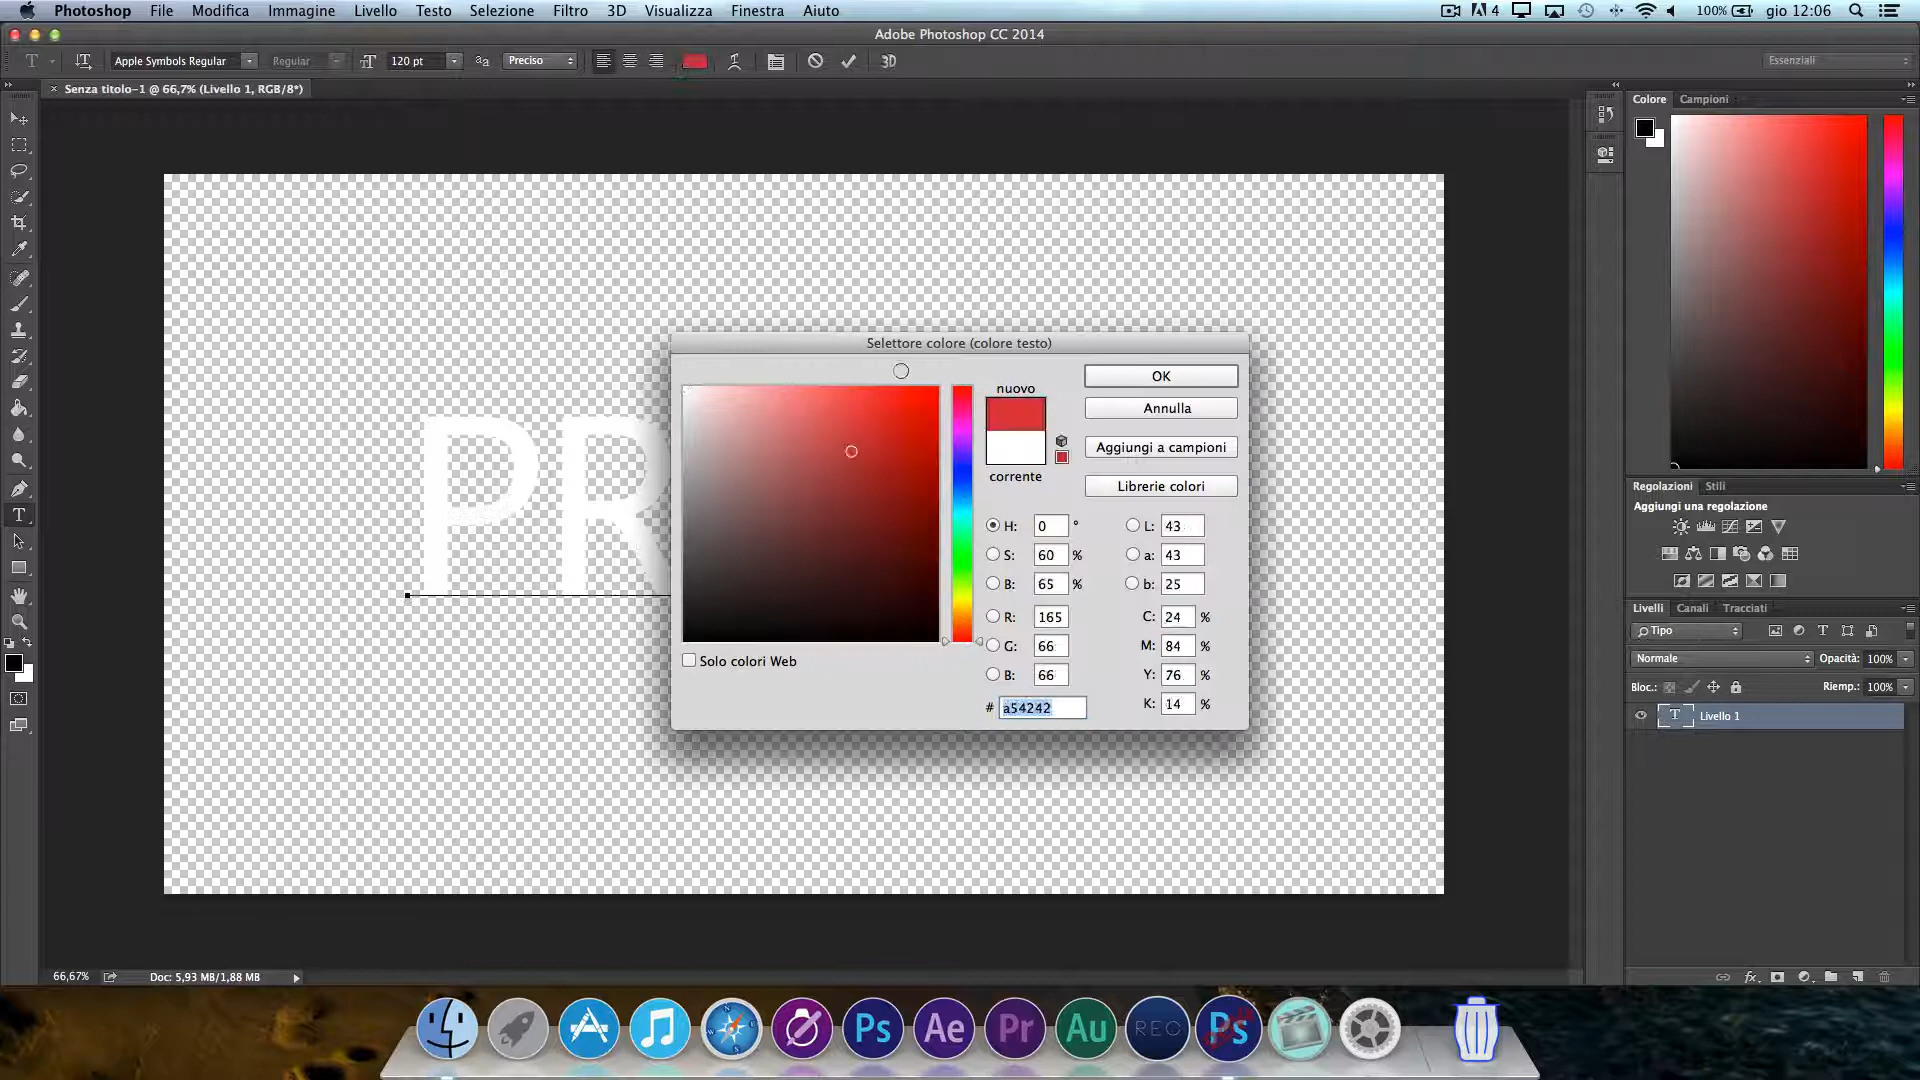 Photoshop File Modifica Immagine Livello Testo Selezione Filtro 3D Visualizza Finestra Aiuto 4 100% gio 12:06
Adobe Photoshop CC 2014
Apple Symbols Regular Regular 120 pt Preciso 3D Essenziali
Senza titolo-1 @ 66,7% (Livello 1, RGB/8*)
Colore Campioni
PR
Selettore colore (colore testo)
nuovo
corrente
OK
Annulla
Aggiungi a campioni
Librerie colori
H: 0 ° L: 43
S: 60 % a: 43
B: 65 % b: 25
R: 165 C: 24 %
G: 66 M: 84 %
B: 66 Y: 76 %
# a54242 K: 14 %
Solo colori Web
Regolazioni Stili
Aggiungi una regolazione
Livelli Canali Tracciati
Tipo
Normale Opacità: 100%
Bloc.: Riemp.: 100%
T Livello 1
66,67% Doc: 5,93 MB/1,88 MB
Ps Ae Pr Au REC Ps